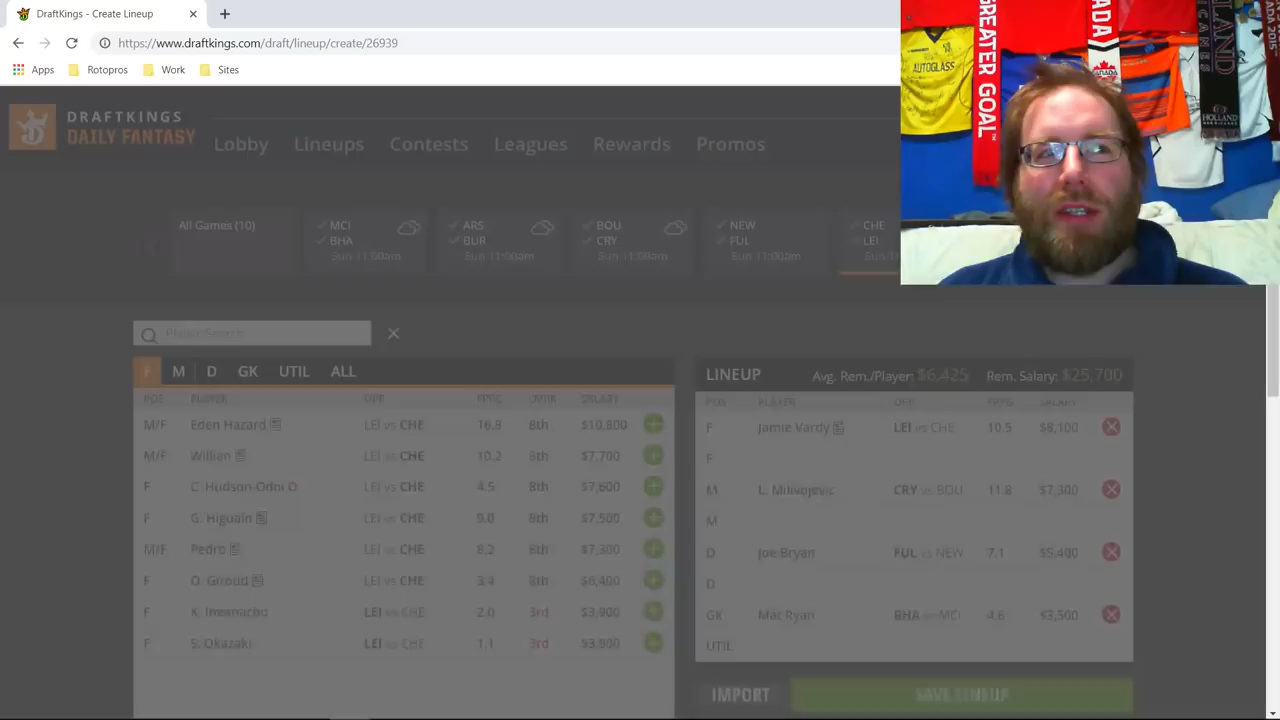 DraftKings - Create Lineup
https://www.draftkings.com/draft/lineup/create/26939
Apps Rotopros Work Sites
DRAFTKINGS
DAILY FANTASY
Lobby Lineups Contests Leagues Rewards Promos
All Games (10)
MCI
BHA
Sun 11:00am
ARS
BUR
Sun 11:00am
BOU
CRY
Sun 11:00am
NEW
FUL
Sun 11:00am
CHE
LEI
Sun 11:00
AUTOGLASS
GREATER GOAL
CANADA
HOLLAND
Player Search
F M D GK UTIL ALL
POS PLAYER OPP FPPG OPRK SALARY
M/F Eden Hazard LEI vs CHE 16.9 8th $10,800
M/F Willian LEI vs CHE 10.2 8th $7,700
F C. Hudson-Odoi O LEI vs CHE 4.5 8th $7,600
F G. Higuain LEI vs CHE 9.0 8th $7,500
M/F Pedro LEI vs CHE 8.2 8th $7,300
F O. Giroud LEI vs CHE 3.4 8th $6,400
F K. Iheanacho LEI vs CHE 2.0 3rd $3,900
F S. Okazaki LEI vs CHE 1.1 3rd
LINEUP Avg. Rem./Player: $6,425 Rem. Salary: $25,700
POS PLAYER OPP FPPG SALARY
F Jamie Vardy LEI vs CHE 10.5 $8,100
F
M L. Milivojevic CRY vs BOU 11.8 $7,300
M
D Joe Bryan FUL vs NEW 7.1 $5,400
D
GK Mat Ryan BHA vs MCI 4.6 $3,500
UTIL
IMPORT SAVE LINEUP